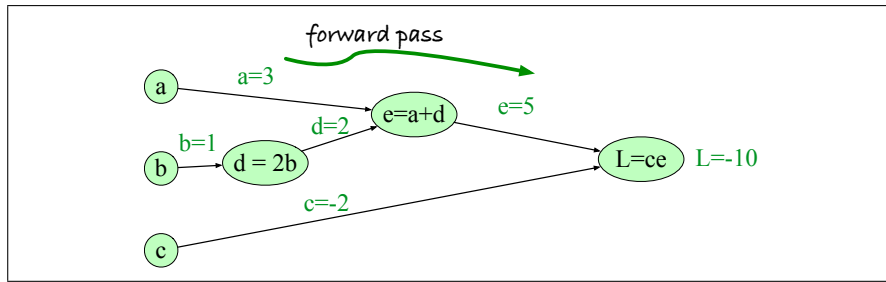 forward pass
a
a=3
e=a+d
e=5
d=2
b=1
b
d = 2b
L=ce
L=-10
c=-2
c